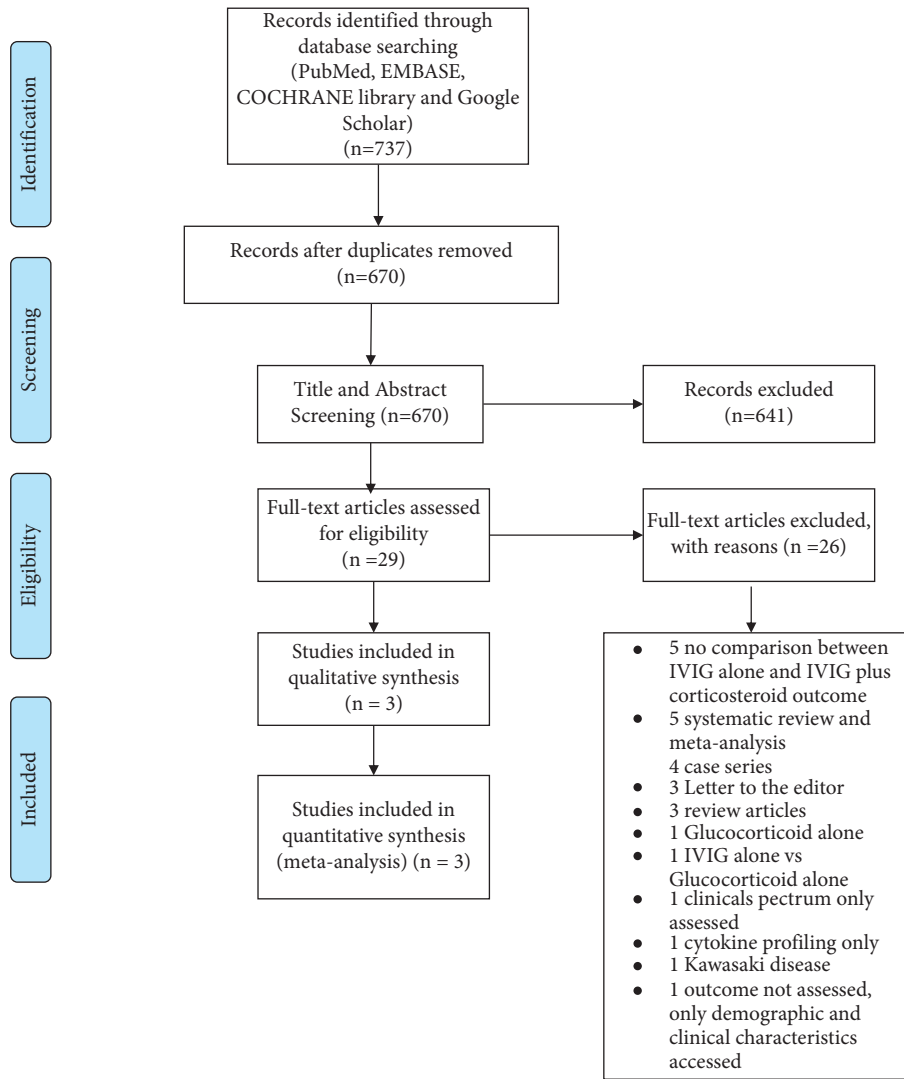 Identification
Records identified through
database searching
(PubMed, EMBASE,
COCHRANE library and Google
Scholar)
(n=737)
Records after duplicates removed
(n=670)
Screening
Title and Abstract
Screening (n=670)
Records excluded
(n=641)
Eligibility
Full-text articles assessed
for eligibility
(n =29)
Full-text articles excluded,
with reasons (n =26)
Studies included in
qualitative synthesis
(n = 3)
Included
Studies included in
quantitative synthesis
(meta-analysis) (n = 3)
• 5 no comparison between
IVIG alone and IVIG plus
corticosteroid outcome
• 5 systematic review and
meta-analysis
4 case series
• 3 Letter to the editor
• 3 review articles
• 1 Glucocorticoid alone
• 1 IVIG alone vs
Glucocorticoid alone
• 1 clinicals pectrum only
assessed
• 1 cytokine profiling only
• 1 Kawasaki disease
• 1 outcome not assessed,
only demographic and
clinical characteristics
accessed